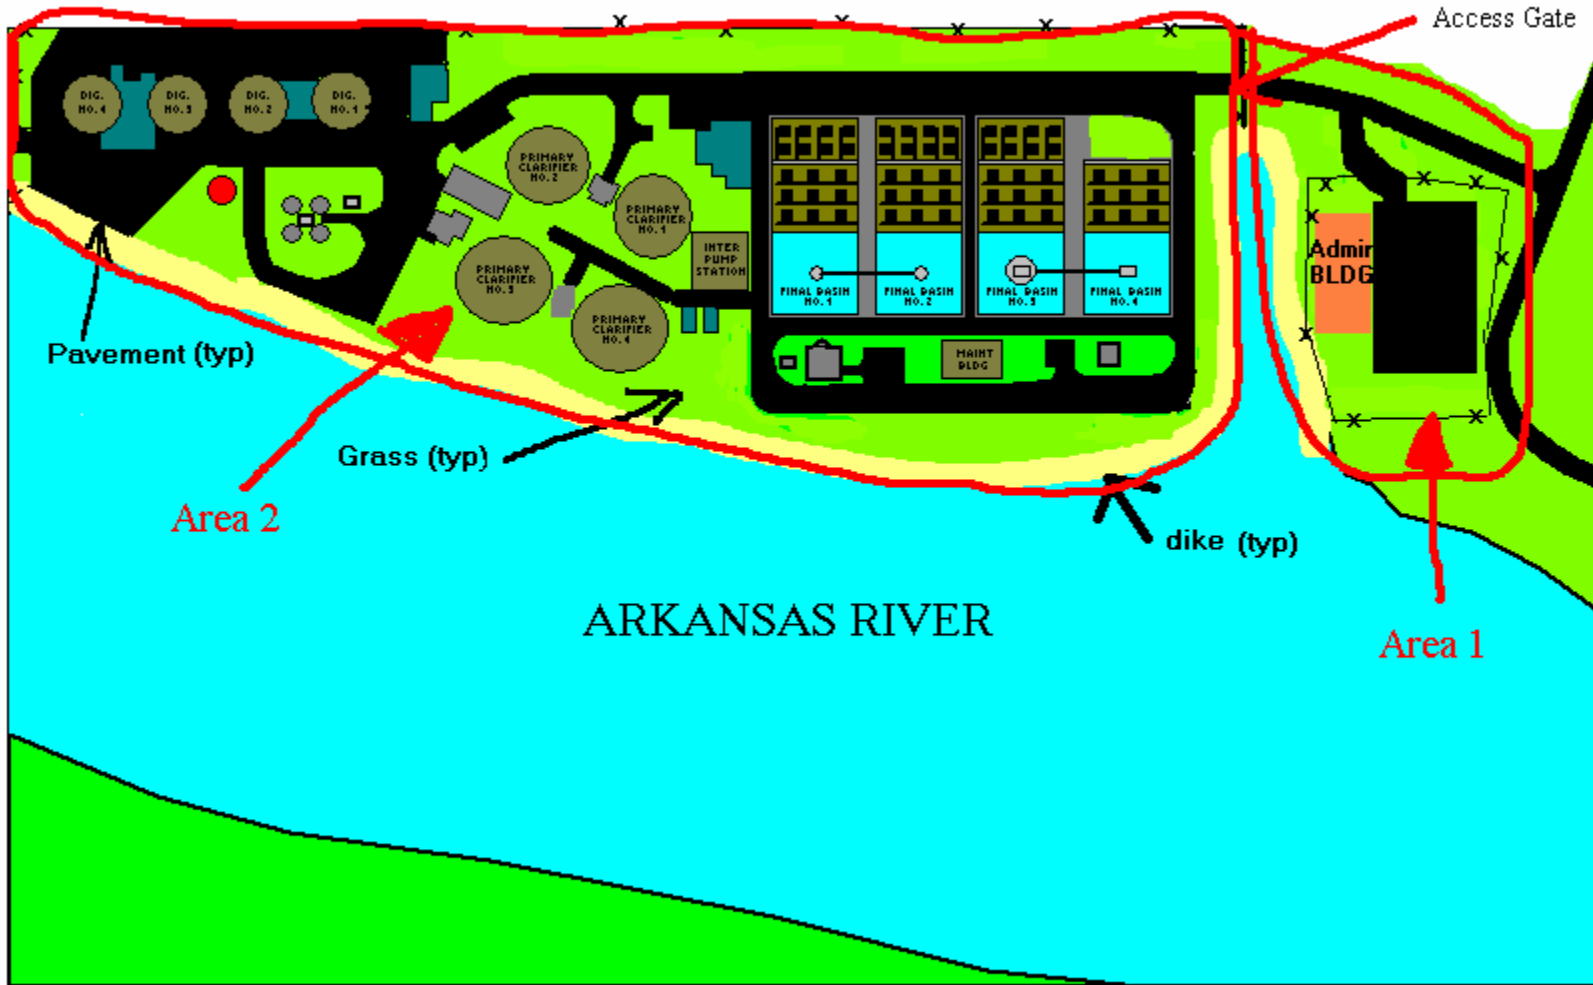 Access Gate
DIG.
NO.4
DIG.
NO.3
DIG.
NO.2
DIG.
NO.1
PRIMARY
CLARIFIER
NO.2
PRIMARY
CLARIFIER
NO.1
INTER
PUMP
STATION
PRIMARY
CLARIFIER
NO.3
PRIMARY
CLARIFIER
NO.4
FINAL BASIN
NO.1
FINAL BASIN
NO.2
FINAL BASIN
NO.3
FINAL BASIN
NO.4
MAINT
BLDG
Admin
BLDG
Pavement (typ)
Grass (typ)
Area 2
dike (typ)
ARKANSAS RIVER
Area 1